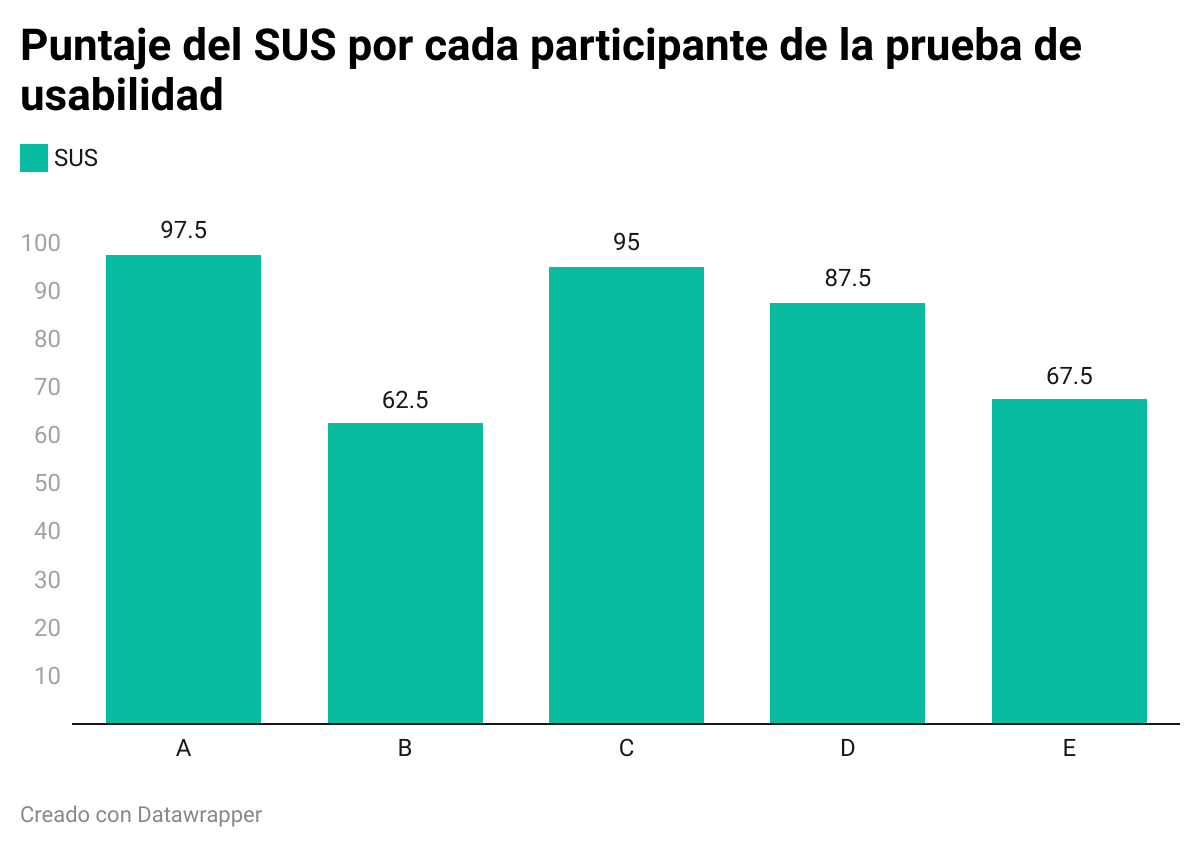 Puntaje del SUS por cada participante de la prueba de
usabilidad
SUS
97.5
62.5
95
87.5
67.5
100
90
80
70
60
50
40
30
20
10
A
B
C
D
E
Creado con Datawrapper